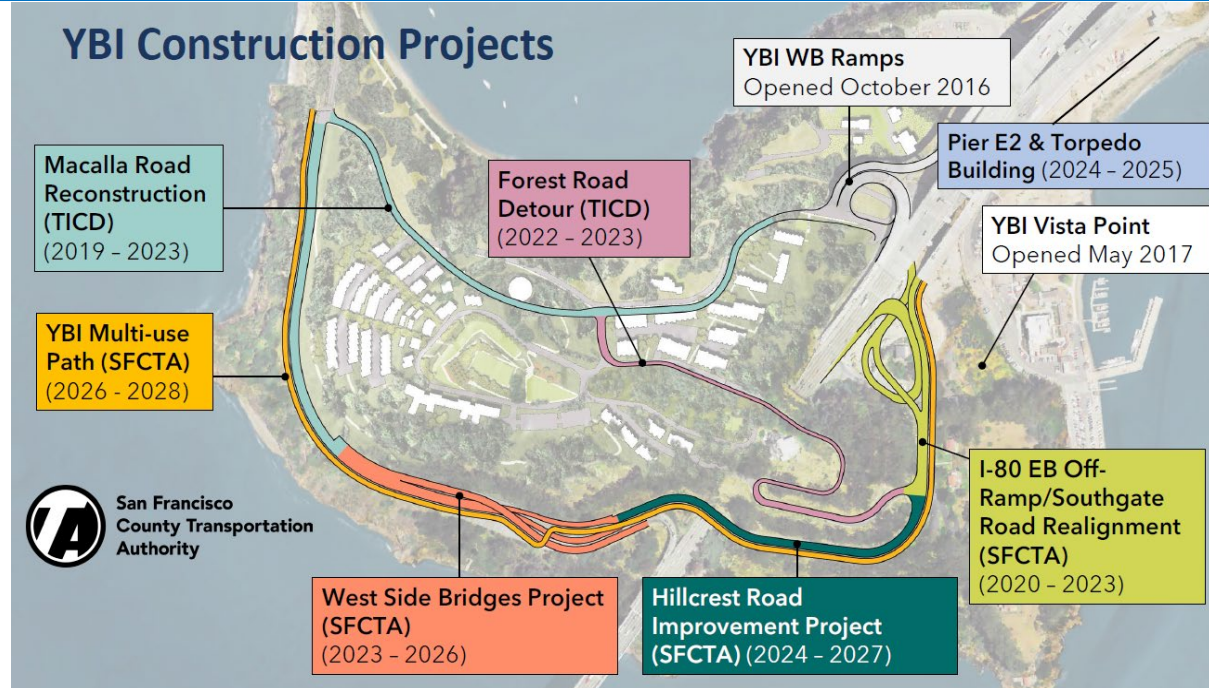 YBI Construction Projects
YBI WB Ramps
Opened October 2016
Pier E2 & Torpedo
Building (2024 – 2025)
Macalla Road
Reconstruction
(TICD)
(2019 – 2023)
Forest Road
Detour (TICD)
(2022 – 2023)
YBI Vista Point
Opened May 2017
YBI Multi-use
Path (SFCTA)
(2026 - 2028)
I-80 EB Off-
Ramp/Southgate
Road Realignment
(SFCTA)
(2020 – 2023)
TA
San Francisco
County Transportation
Authority
West Side Bridges Project
(SFCTA)
(2023 – 2026)
Hillcrest Road
Improvement Project
(SFCTA) (2024 – 2027)